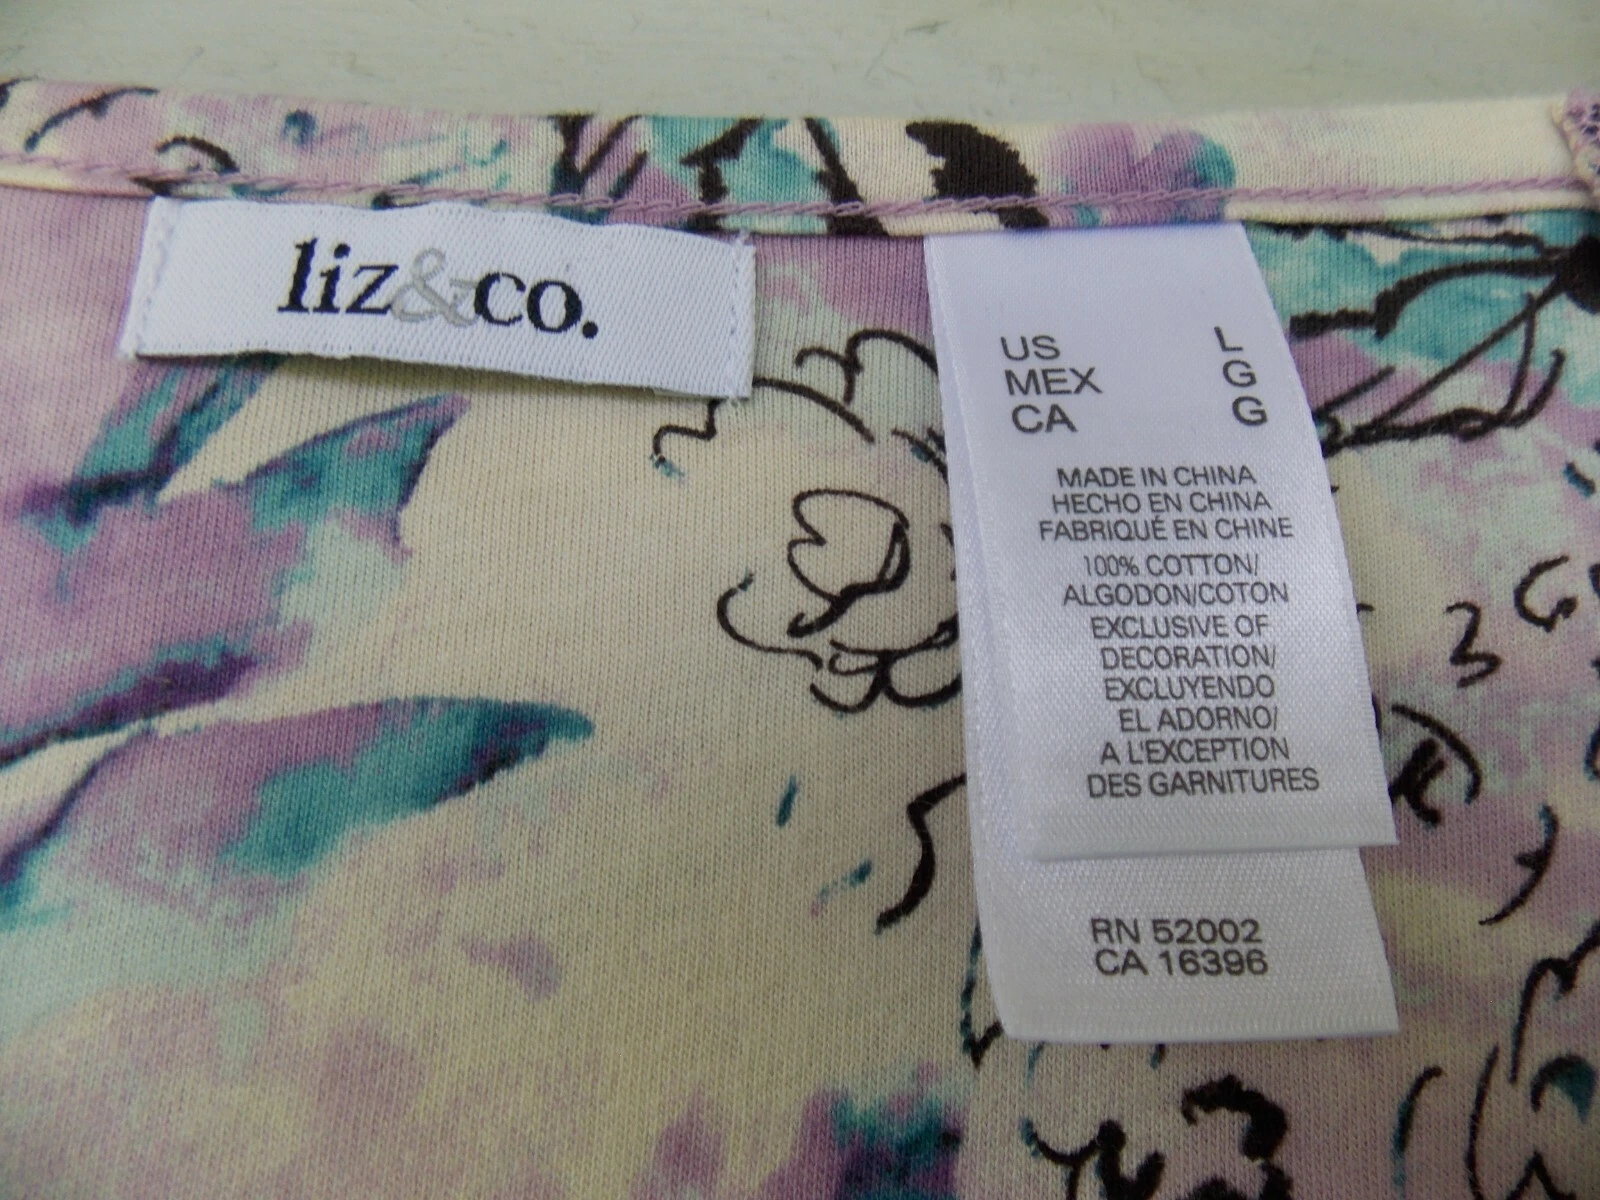 liz&co.
US L
MEX G
CA G
MADE IN CHINA
HECHO EN CHINA
FABRIQUÉ EN CHINE
100% COTTON/
ALGODON/COTON
EXCLUSIVE OF
DECORATION/
EXCLUYENDO
EL ADORNO/
A L'EXCEPTION
DES GARNITURES
RN 52002
CA 16396